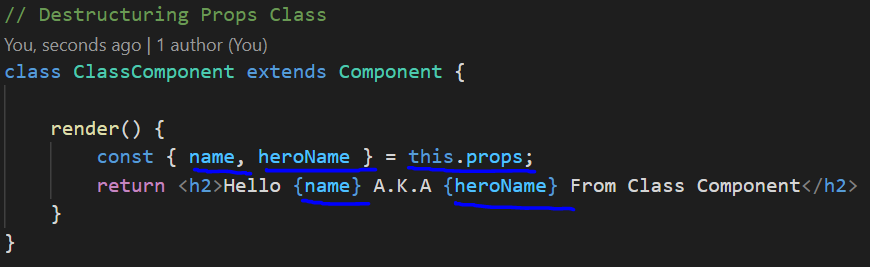 // Destructuring Props Class
You, seconds ago | 1 author (You)
class ClassComponent extends Component {
render() {
const { name, heroName } = this.props;
return <h2>Hello {name} A.K.A {heroName} From Class Component</h2>
}
}